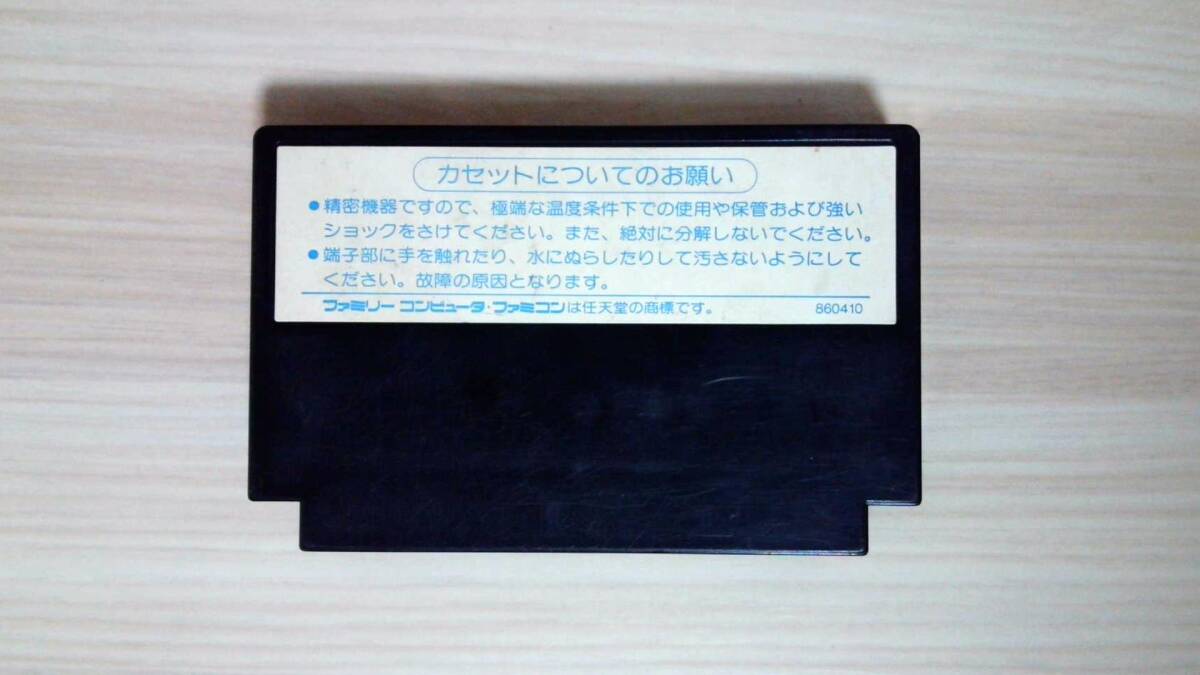 カセットについてのお願い
●精密機器ですので、極端な温度条件下での使用や保管および強い
ショックをさけてください。また、絶対に分解しないでください。
●端子部に手を触れたり、水にぬらしたりして汚さないようにして
ください。故障の原因となります。
ファミリー コンピュータ・ファミコンは任天堂の商標です。 860410